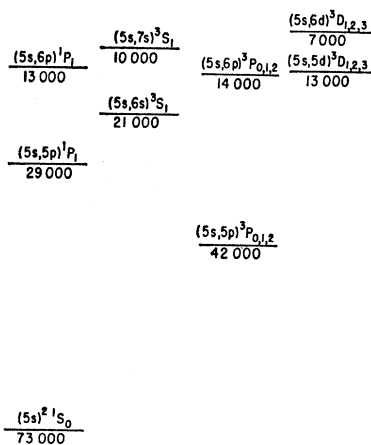 (5s,6d)³D₁,₂,₃
7 000
(5s,7s)³S₁
10 000
(5s,6p)¹P₁
13 000
(5s,6p)³P₀,₁,₂
14 000
(5s,5d)³D₁,₂,₃
13 000
(5s,6s)³S₁
21 000
(5s,5p)¹P₁
29 000
(5s,5p)³P₀,₁,₂
42 000
(5s)² ¹S₀
73 000